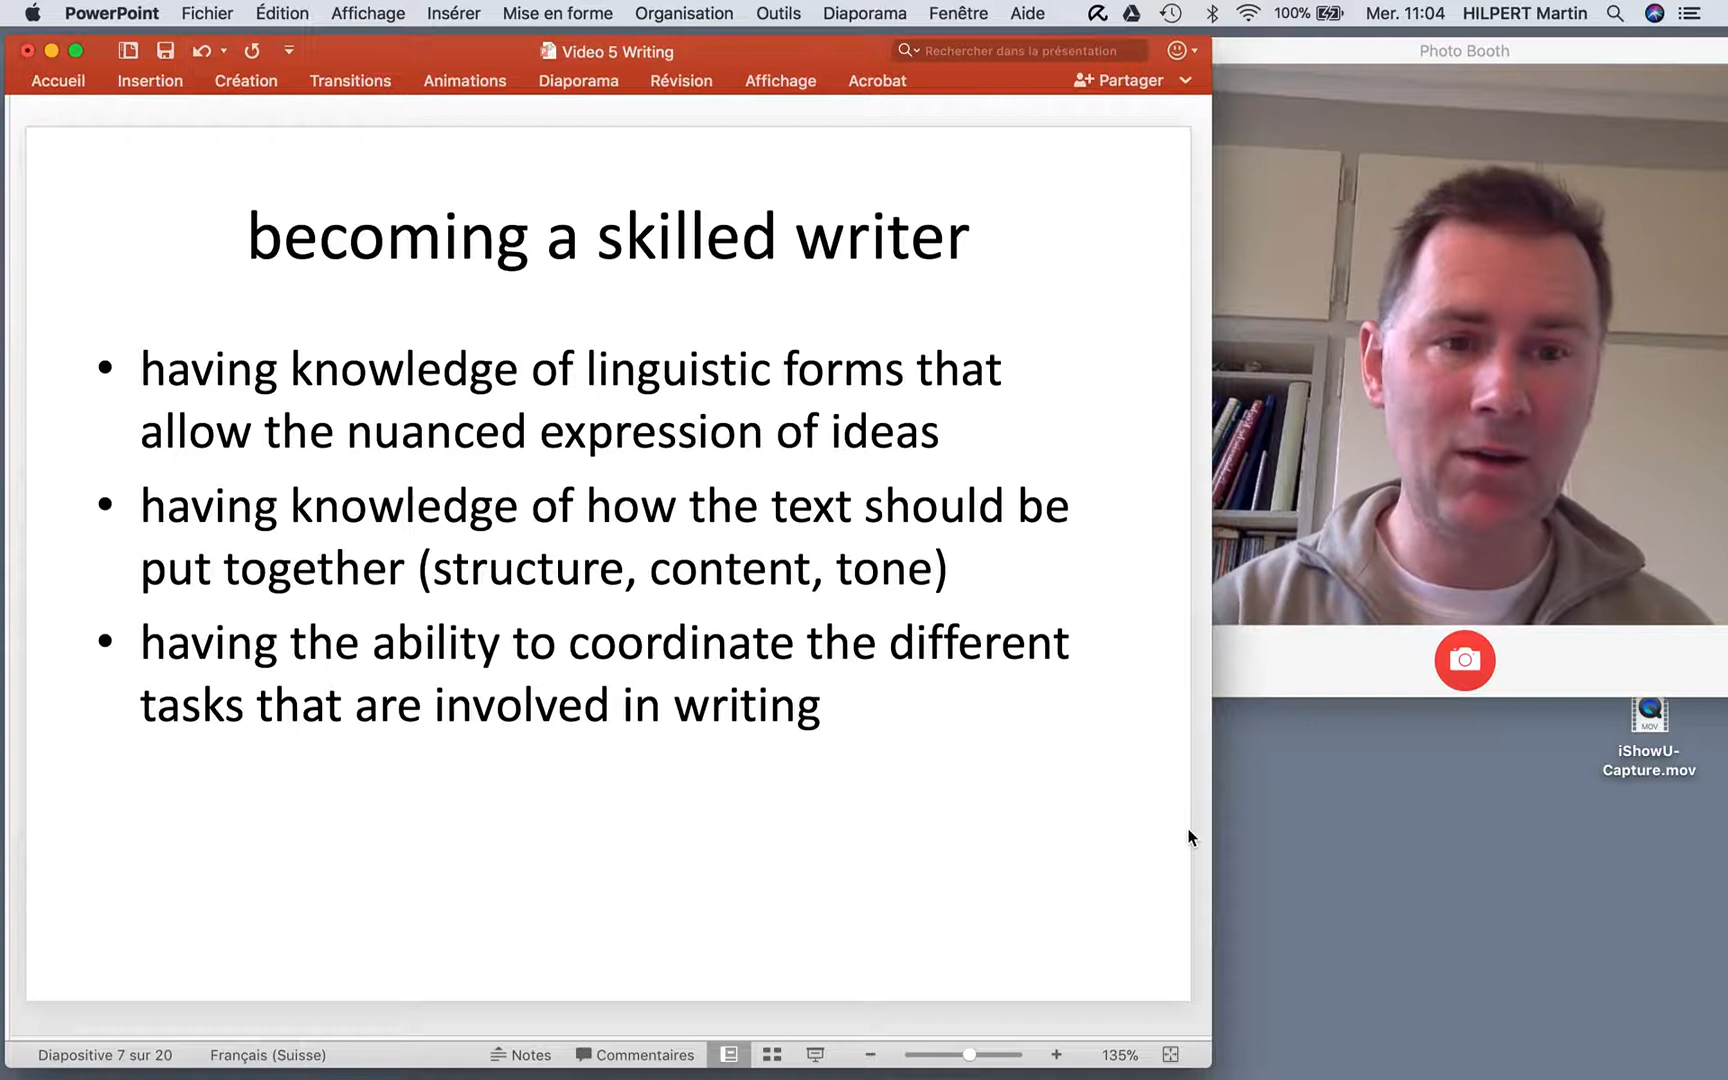 PowerPoint Fichier Édition Affichage Insérer Mise en forme Organisation Outils Diaporama Fenêtre Aide 100% Mer. 11:04 HILPERT Martin
Video 5 Writing
Rechercher dans la présentation
Photo Booth
Accueil Insertion Création Transitions Animations Diaporama Révision Affichage Acrobat Partager
becoming a skilled writer
• having knowledge of linguistic forms that
allow the nuanced expression of ideas
• having knowledge of how the text should be
put together (structure, content, tone)
• having the ability to coordinate the different
tasks that are involved in writing
MOV
iShowU-
Capture.mov
Diapositive 7 sur 20 Français (Suisse) Notes Commentaires 135%